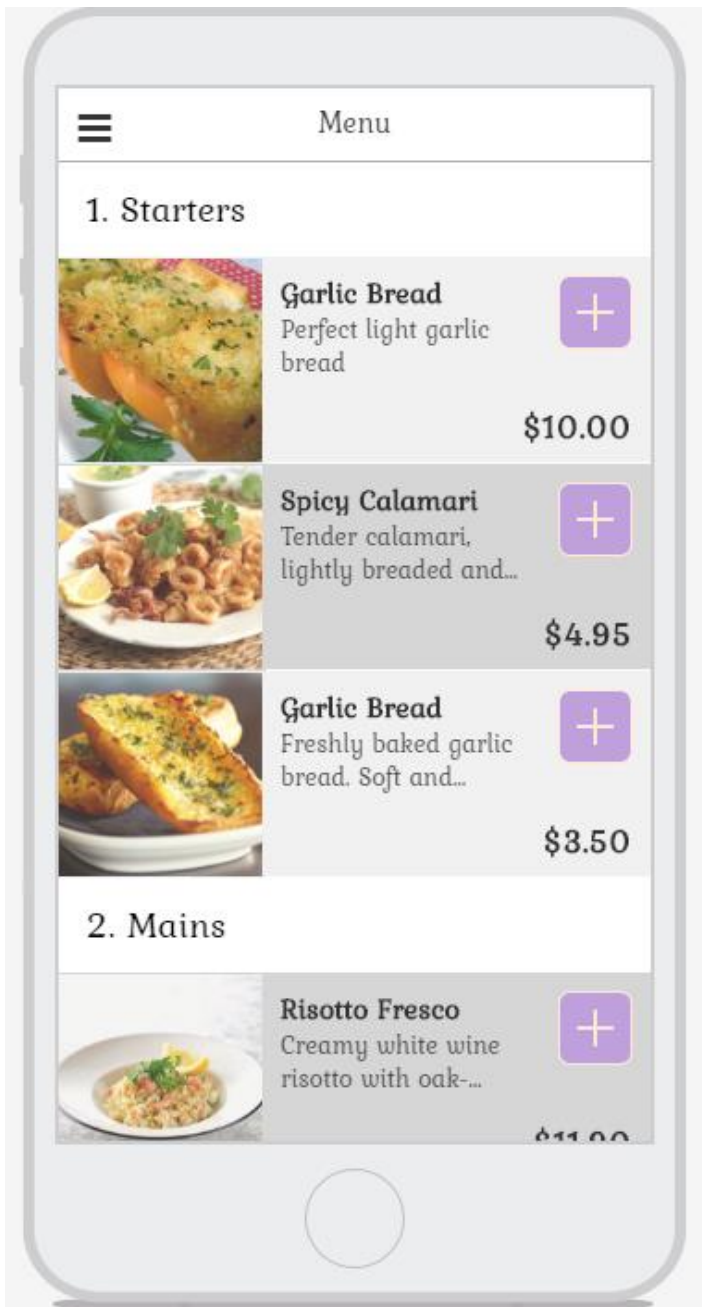 Menu
1. Starters
Garlic Bread
Perfect light garlic
bread
$10.00
Spicy Calamari
Tender calamari,
lightly breaded and...
$4.95
Garlic Bread
Freshly baked garlic
bread. Soft and...
$3.50
2. Mains
Risotto Fresco
Creamy white wine
risotto with oak-...